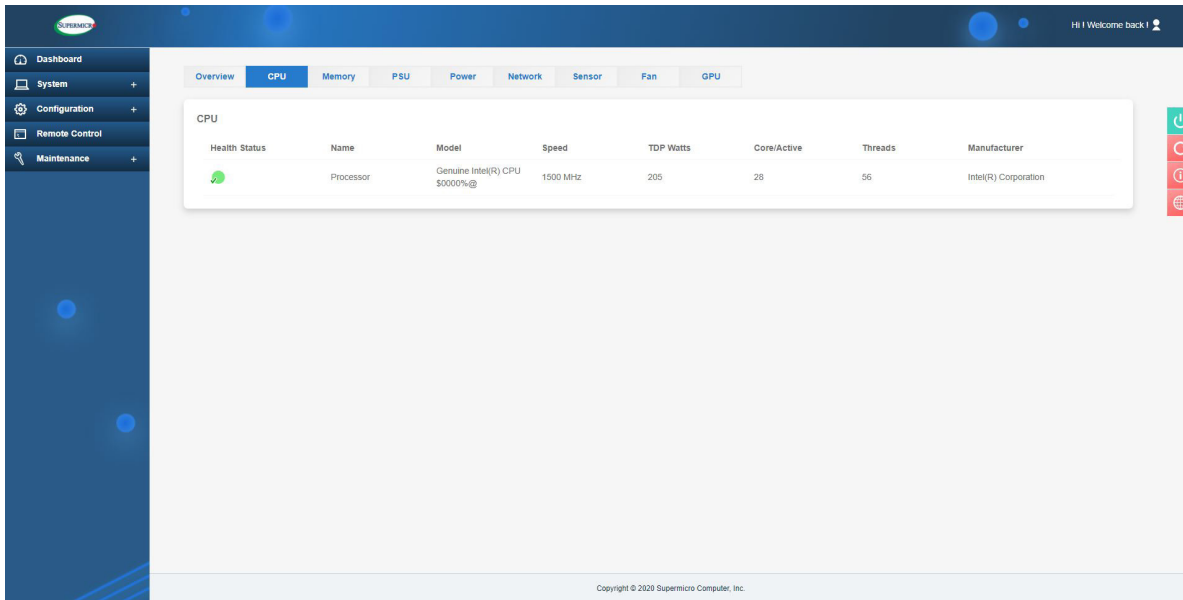 SUPERMICR
Hi ! Welcome back !
Dashboard
System +
Configuration +
Remote Control
Maintenance +
Overview CPU Memory PSU Power Network Sensor Fan GPU
CPU
Health Status Name Model Speed TDP Watts Core/Active Threads Manufacturer
Processor Genuine Intel(R) CPU 1500 MHz 205 28 56 Intel(R) Corporation
$0000%@
Copyright © 2020 Supermicro Computer, Inc.